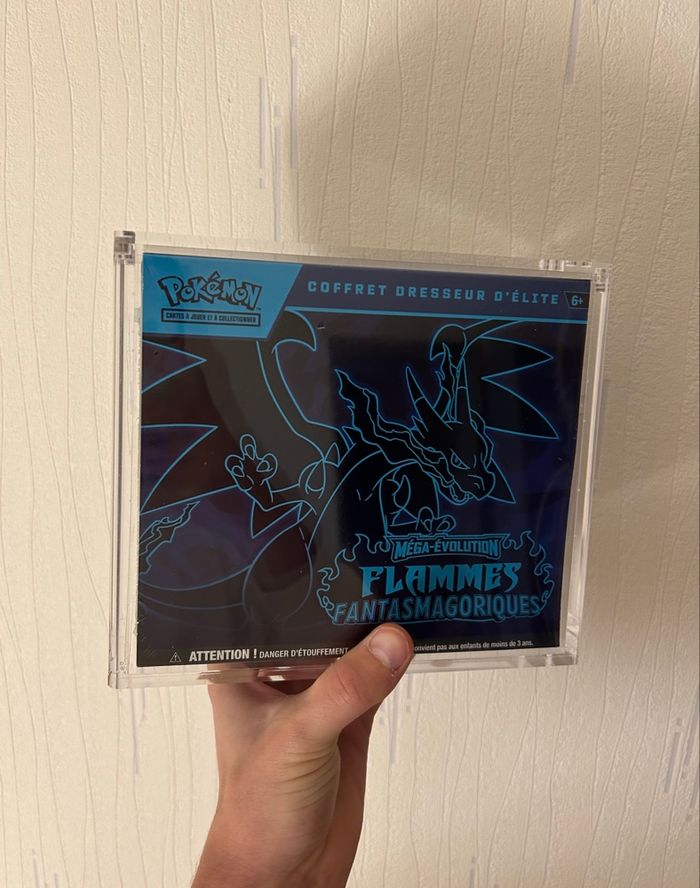 POKÉMON
CARTES À JOUER ET À COLLECTIONNER
COFFRET DRESSEUR D'ÉLITE
6+
MÉGA-ÉVOLUTION
FLAMMES
FANTASMAGORIQUES
ATTENTION ! DANGER D'ÉTOUFFEMENT pas aux enfants de moins de 3 ans.